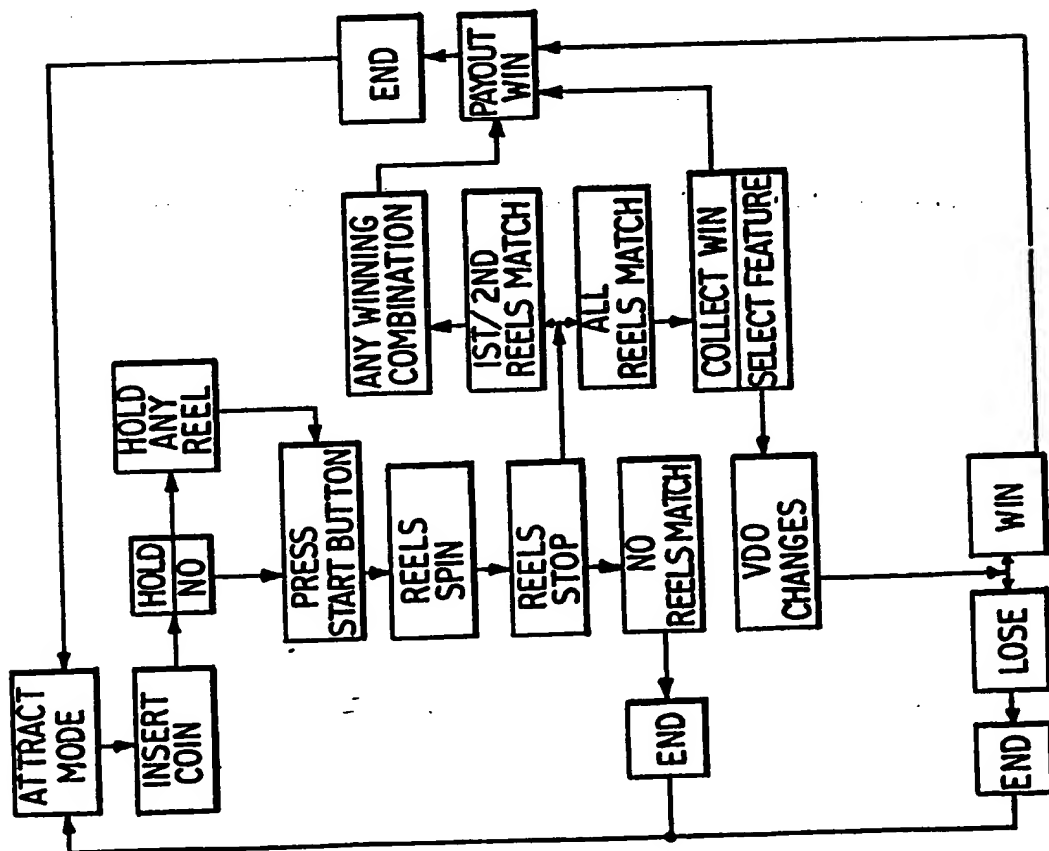 ATTRACT
MODE
INSERT
COIN
HOLD
NO
HOLD
ANY
REEL
PRESS
START BUTTON
REELS
SPIN
REELS
STOP
NO
REELS MATCH
END
ANY WINNING
COMBINATION
1ST/2ND
REELS MATCH
ALL
REELS MATCH
COLLECT WIN
SELECT FEATURE
PAYOUT
WIN
END
VDO
CHANGES
WIN
LOSE
END